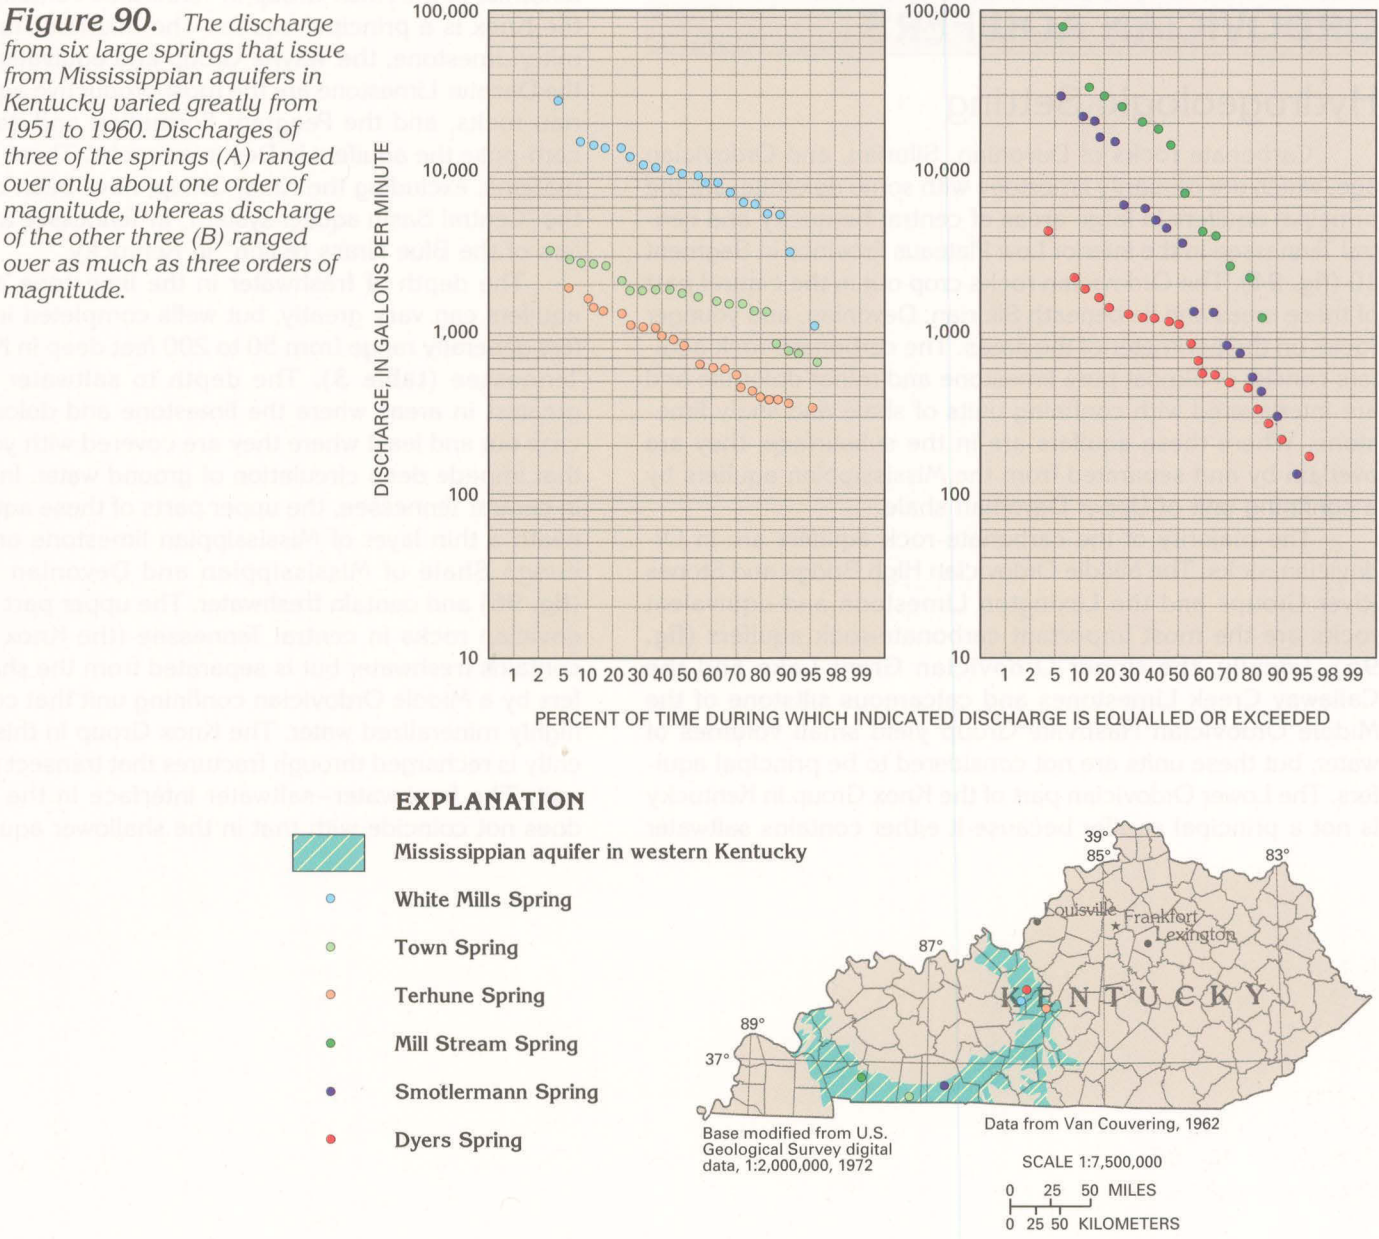 Figure 90. The discharge
from six large springs that issue
from Mississippian aquifers in
Kentucky varied greatly from
1951 to 1960. Discharges of
three of the springs (A) ranged
over only about one order of
magnitude, whereas discharge
of the other three (B) ranged
over as much as three orders of
magnitude.
DISCHARGE, IN GALLONS PER MINUTE
100,000
10,000
1,000
100
10
1 2 5 10 20 30 40 50 60 70 80 90 95 98 99
100,000
10,000
1,000
100
10
1 2 5 10 20 30 40 50 60 70 80 90 95 98 99
PERCENT OF TIME DURING WHICH INDICATED DISCHARGE IS EQUALLED OR EXCEEDED
EXPLANATION
Mississippian aquifer in western Kentucky
White Mills Spring
Town Spring
Terhune Spring
Mill Stream Spring
Smotlermann Spring
Dyers Spring
39°
85°
83°
87°
89°
37°
Louisville
Frankfort
Lexington
KENTUCKY
Base modified from U.S.
Geological Survey digital
data, 1:2,000,000, 1972
Data from Van Couvering, 1962
SCALE 1:7,500,000
0 25 50 MILES
0 25 50 KILOMETERS